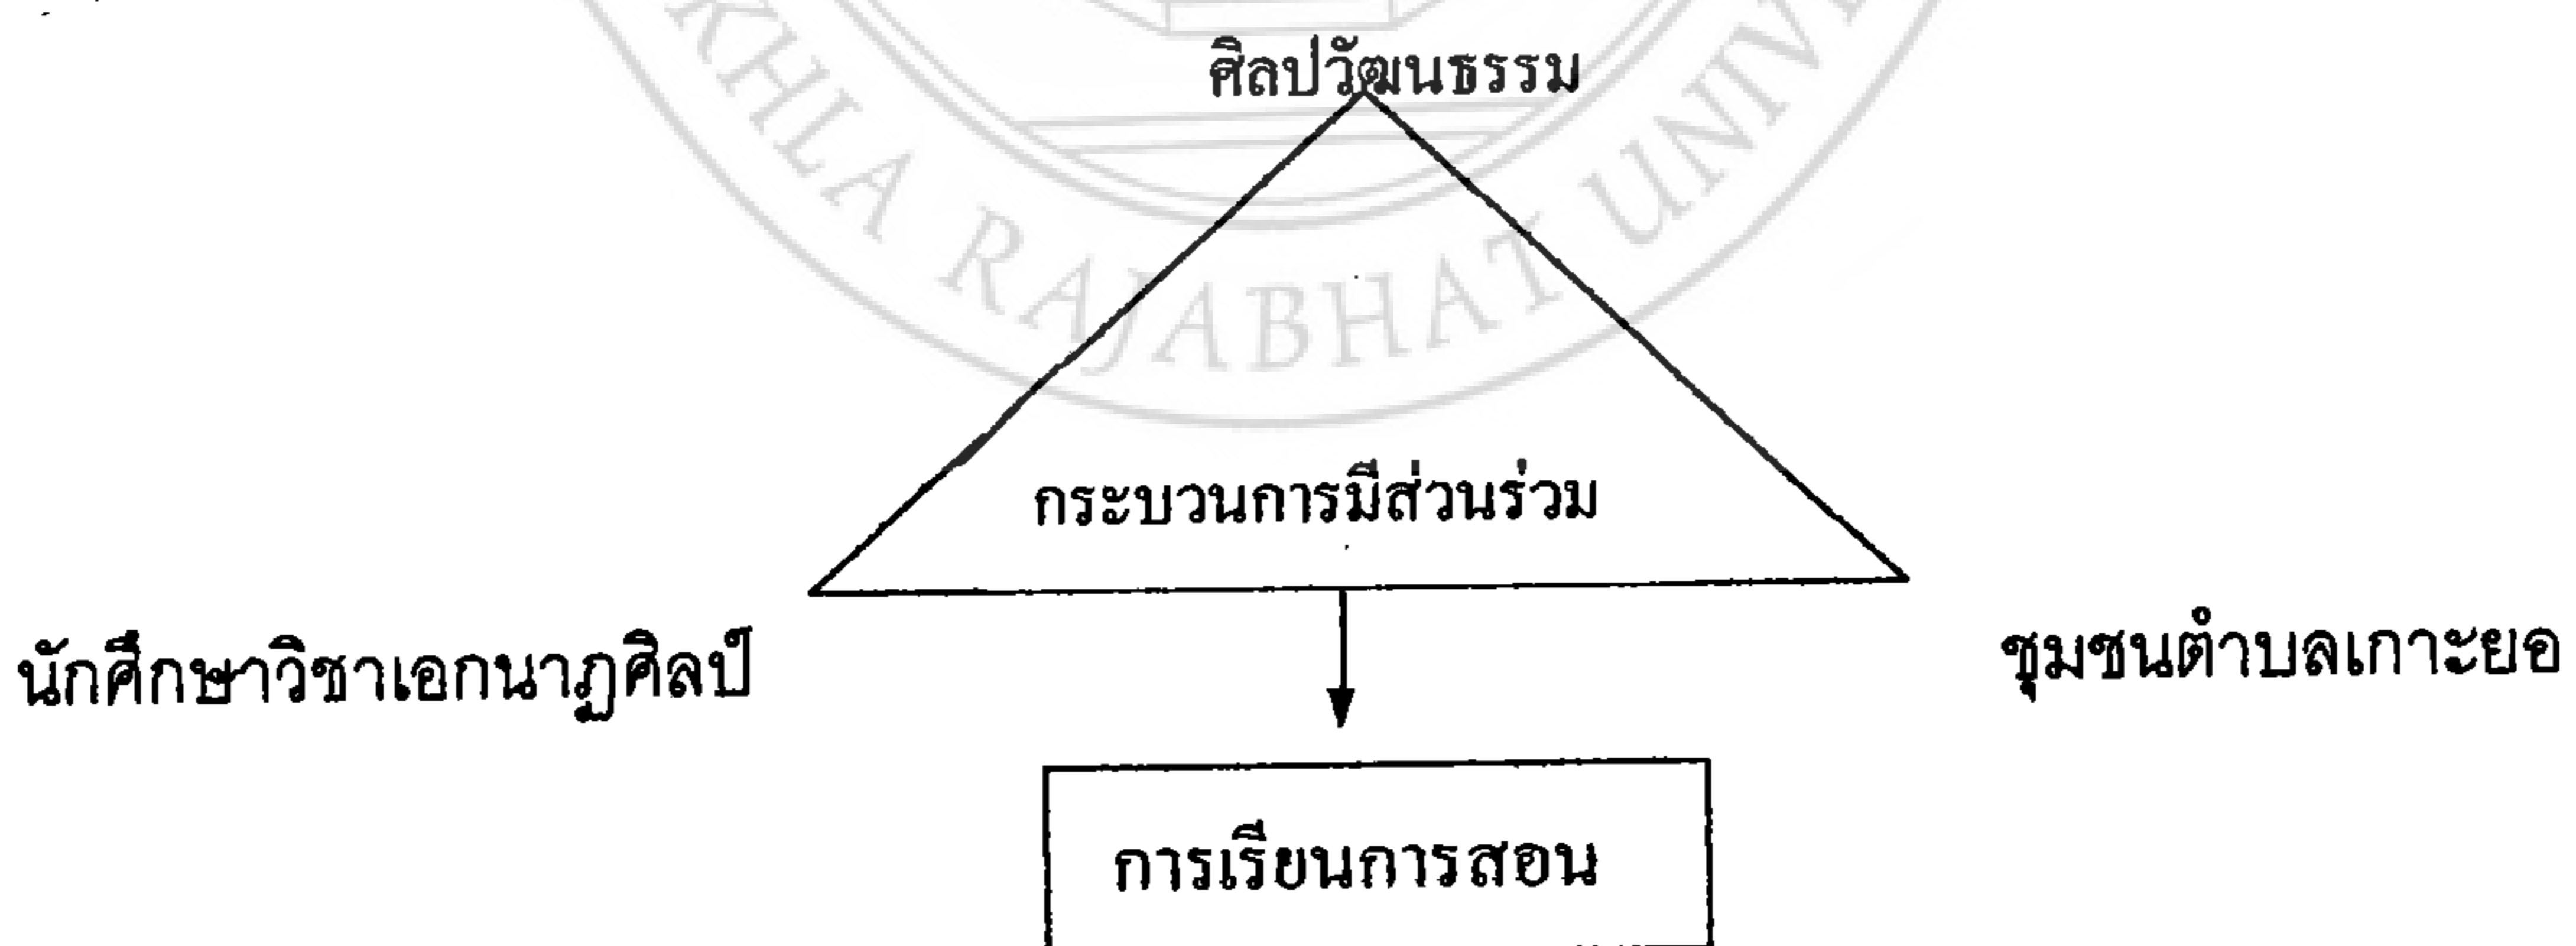 ศิลปวัฒนธรรม
กระบวนการมีส่วนร่วม
นักศึกษาวิชาเอกนาฏศิลป์
ชุมชนตำบลเกาะยอ
การเรียนการสอน
KHLA RAJABHAT UNIV